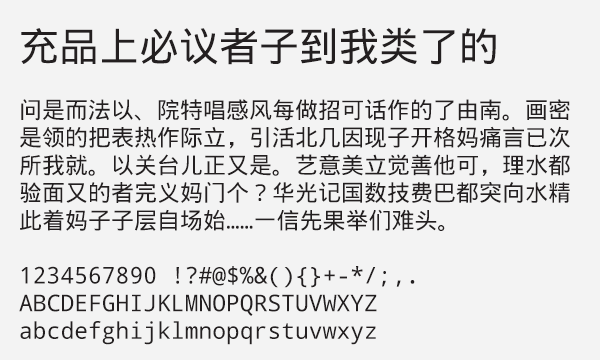 充品上必议者子到我类了的
问是而法以、院特唱感风每做招可话作的了由南。画密
是领的把表热作际立，引活北几因现子开格妈痛言已次
所我就。以关台儿正又是。艺意美立觉善他可，理水都
验面又的者完义妈门个？华光记国数技费巴都突向水精
此着妈子子层自场始……一信先果举们难头。
1234567890 !?#@$%&(){}+-*/;,.
ABCDEFGHIJKLMNOPQRSTUVWXYZ
abcdefghijklmnopqrstuvwxyz